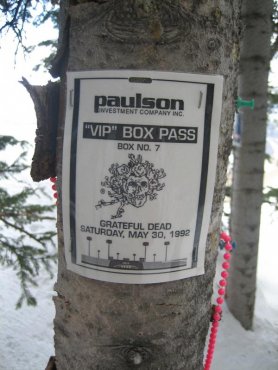 paulson
INVESTMENT COMPANY INC.
"VIP" BOX PASS
BOX NO. 7
GRATEFUL DEAD
SATURDAY, MAY 30, 1992